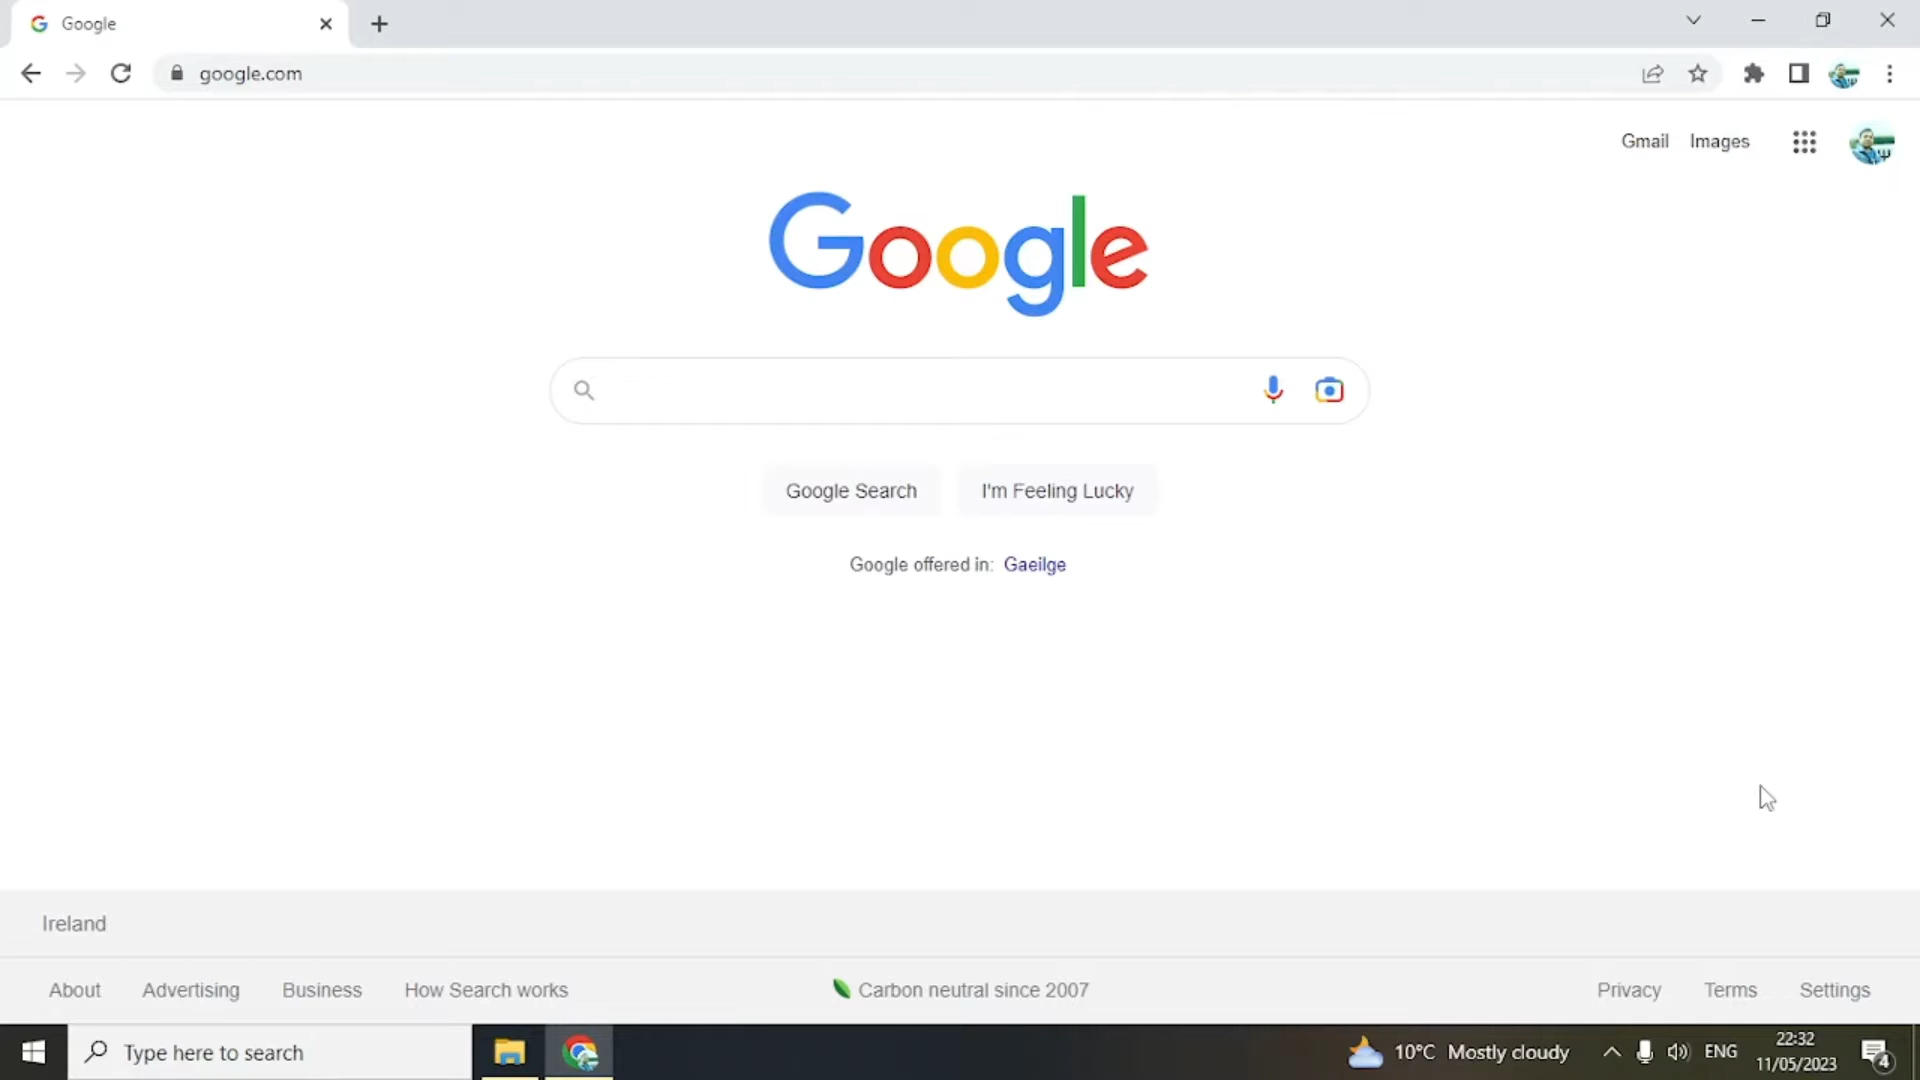 Google
google.com
Gmail Images
Google
Google Search I'm Feeling Lucky
Google offered in: Gaeilge
Ireland
About Advertising Business How Search works Carbon neutral since 2007 Privacy Terms Settings
Type here to search 10°C Mostly cloudy ENG 22:32
11/05/2023 4